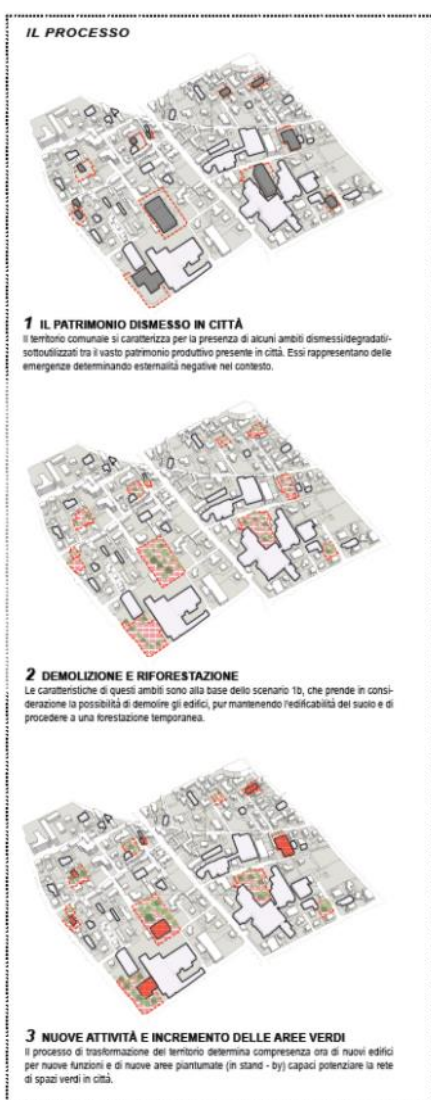 IL PROCESSO
1 IL PATRIMONIO DISMESSO IN CITTÀ
Il territorio comunale si caratterizza per la presenza di alcuni ambiti dismessi/degradati/-
sottoutilizzati tra il vasto patrimonio produttivo presente in città. Essi rappresentano delle
emergenze determinando esternalità negative nel contesto.
2 DEMOLIZIONE E RIFORESTAZIONE
Le caratteristiche di questi ambiti sono alla base dello scenario 1b, che prende in consi-
derazione la possibilità di demolire gli edifici, pur mantenendo l'edificabilità del suolo e di
procedere a una forestazione temporanea.
3 NUOVE ATTIVITÀ E INCREMENTO DELLE AREE VERDI
Il processo di trasformazione del territorio determina compresenza ora di nuovi edifici
per nuove funzioni e di nuove aree piantumate (in stand - by) capaci potenziare la rete
di spazi verdi in città.